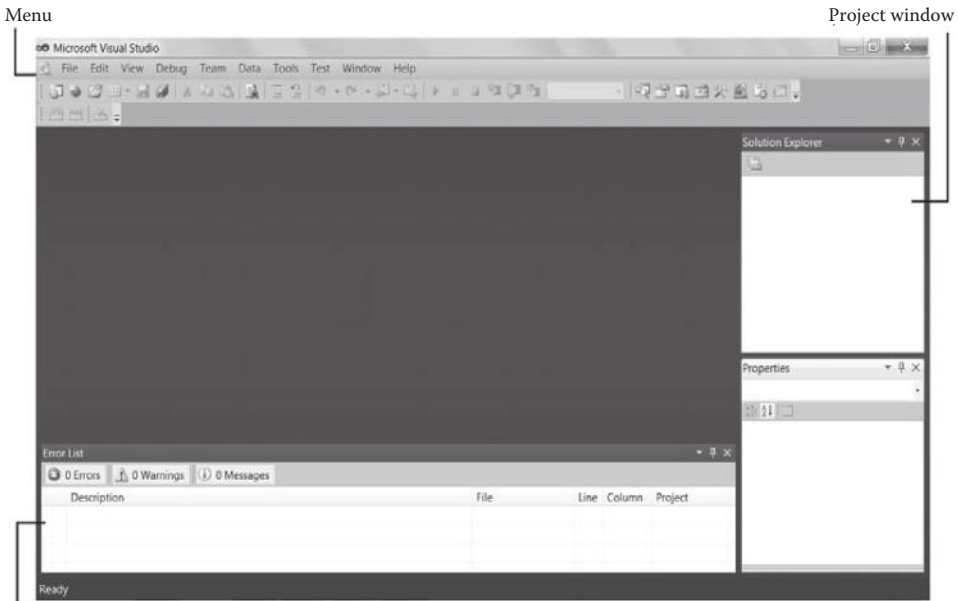 Menu
Project window
Microsoft Visual Studio
File Edit View Debug Team Data Tools Test Window Help
Solution Explorer
Properties
Error List
0 Errors 0 Warnings 0 Messages
Description File Line Column Project
Ready